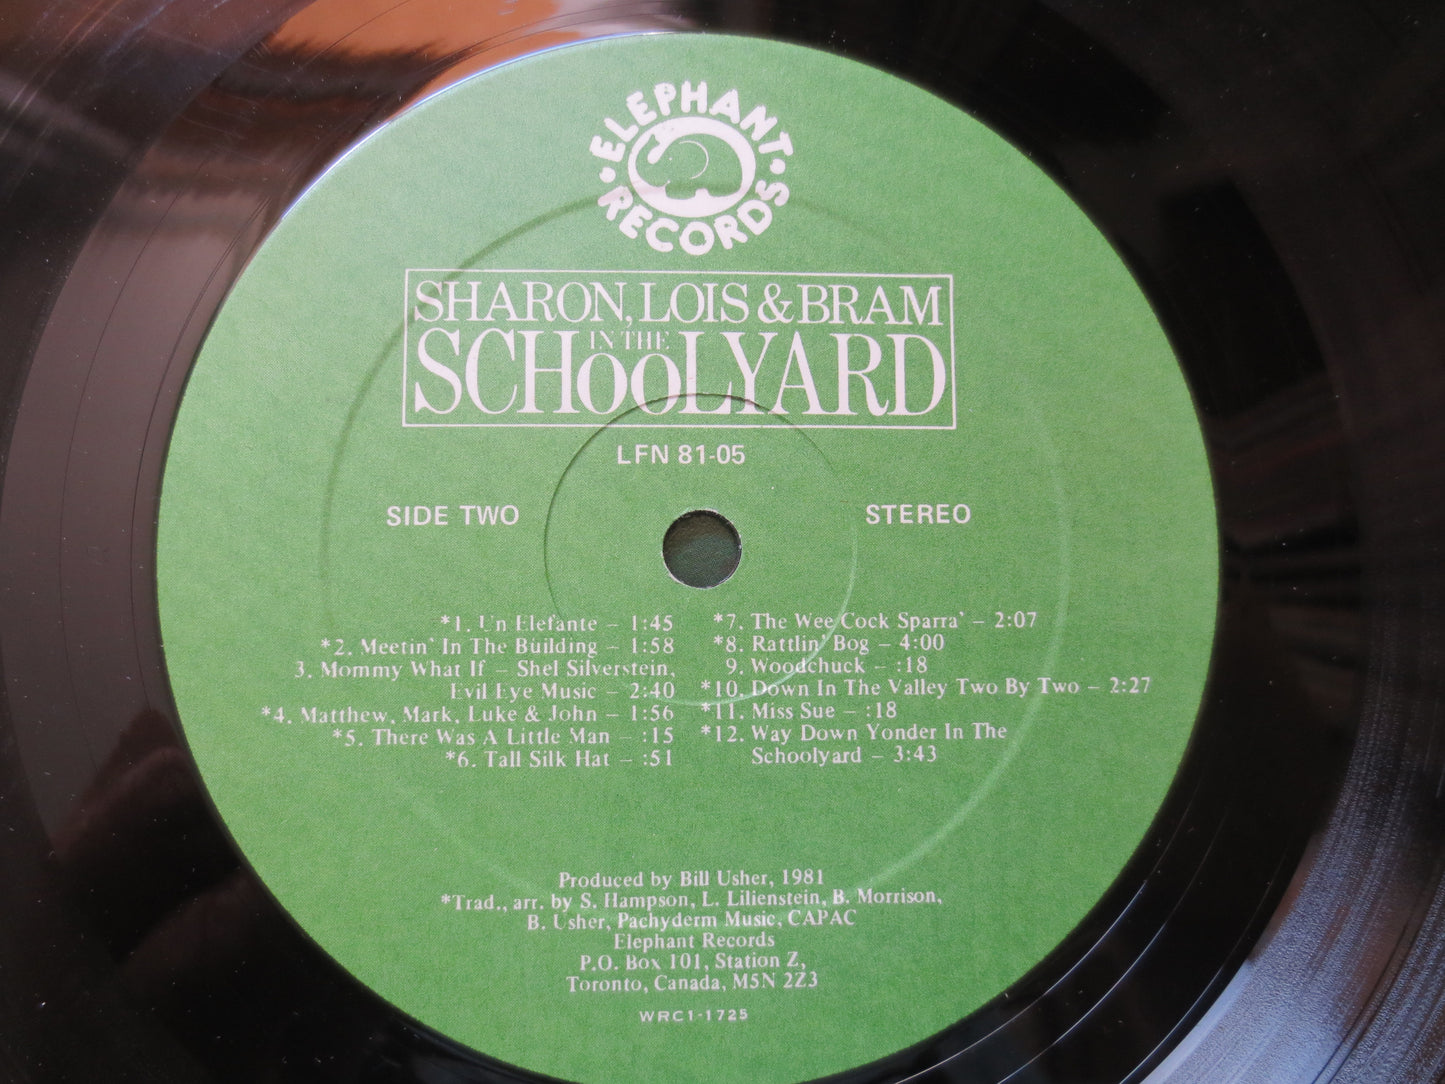 ELEPHANT
RECORDS
SHARON, LOIS & BRAM
IN THE
SCHOOLYARD
LFN 81-05
SIDE TWO
STEREO
*1. Un Elefante – 1:45
*2. Meetin' In The Building – 1:58
3. Mommy What If – Shel Silverstein,
Evil Eye Music – 2:40
*4. Matthew, Mark, Luke & John – 1:56
*5. There Was A Little Man – :15
*6. Tall Silk Hat – :51
*7. The Wee Cock Sparra' – 2:07
*8. Rattlin' Bog – 4:00
9. Woodchuck – :18
*10. Down In The Valley Two By Two – 2:27
*11. Miss Sue – :18
*12. Way Down Yonder In The
Schoolyard – 3:43
Produced by Bill Usher, 1981
*Trad., arr. by S. Hampson, L. Lilienstein, B. Morrison,
B. Usher, Pachyderm Music, CAPAC
Elephant Records
P.O. Box 101, Station Z,
Toronto, Canada, M5N 2Z3
WRC1-1725